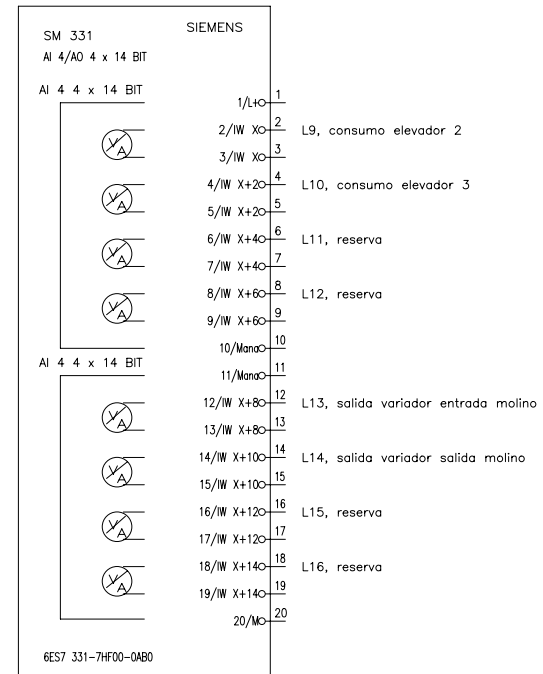 SIEMENS
SM 331
AI 4/AO 4 x 14 BIT
AI 4 4 x 14 BIT
1/L+ 1
V A 2/IW X 2 L9, consumo elevador 2
3/IW X 3
V A 4/IW X+2 4 L10, consumo elevador 3
5/IW X+2 5
V A 6/IW X+4 6 L11, reserva
7/IW X+4 7
V A 8/IW X+6 8 L12, reserva
9/IW X+6 9
10/Mana 10
AI 4 4 x 14 BIT
11/Mana 11
V A 12/IW X+8 12 L13, salida variador entrada molino
13/IW X+8 13
V A 14/IW X+10 14 L14, salida variador salida molino
15/IW X+10 15
V A 16/IW X+12 16 L15, reserva
17/IW X+12 17
V A 18/IW X+14 18 L16, reserva
19/IW X+14 19
20/M 20
6ES7 331-7HF00-0AB0